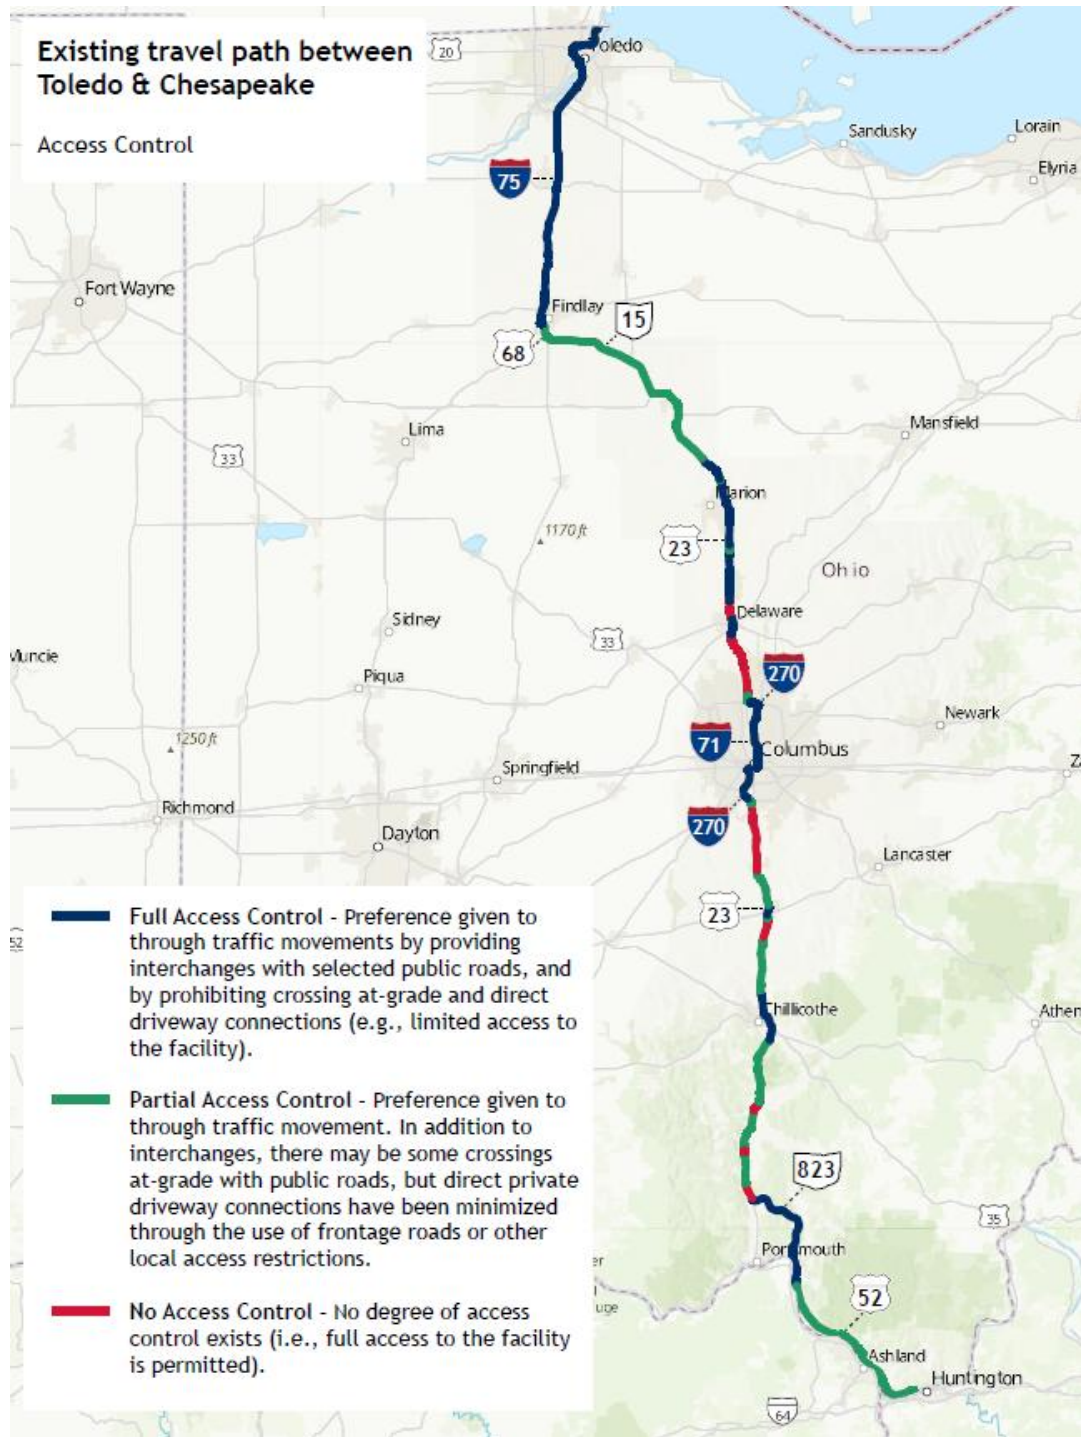 Existing travel path between
Toledo & Chesapeake
Access Control
20
Toledo
Sandusky
Lorain
Elyria
75
Fort Wayne
Findlay
15
68
Lima
Mansfield
33
Marion
1170 ft
23
Ohio
Delaware
Sidney
33
Muncie
Piqua
270
Newark
1250 ft
71
Columbus
Springfield
Richmond
270
Dayton
Lancaster
23
52
Full Access Control - Preference given to
through traffic movements by providing
interchanges with selected public roads, and
by prohibiting crossing at-grade and direct
driveway connections (e.g., limited access to
the facility).
Chillicothe
Athen
Partial Access Control - Preference given to
through traffic movement. In addition to
interchanges, there may be some crossings
at-grade with public roads, but direct private
driveway connections have been minimized
through the use of frontage roads or other
local access restrictions.
823
35
Portsmouth
er
uge
52
No Access Control - No degree of access
control exists (i.e., full access to the facility
is permitted).
Ashland
Huntington
64